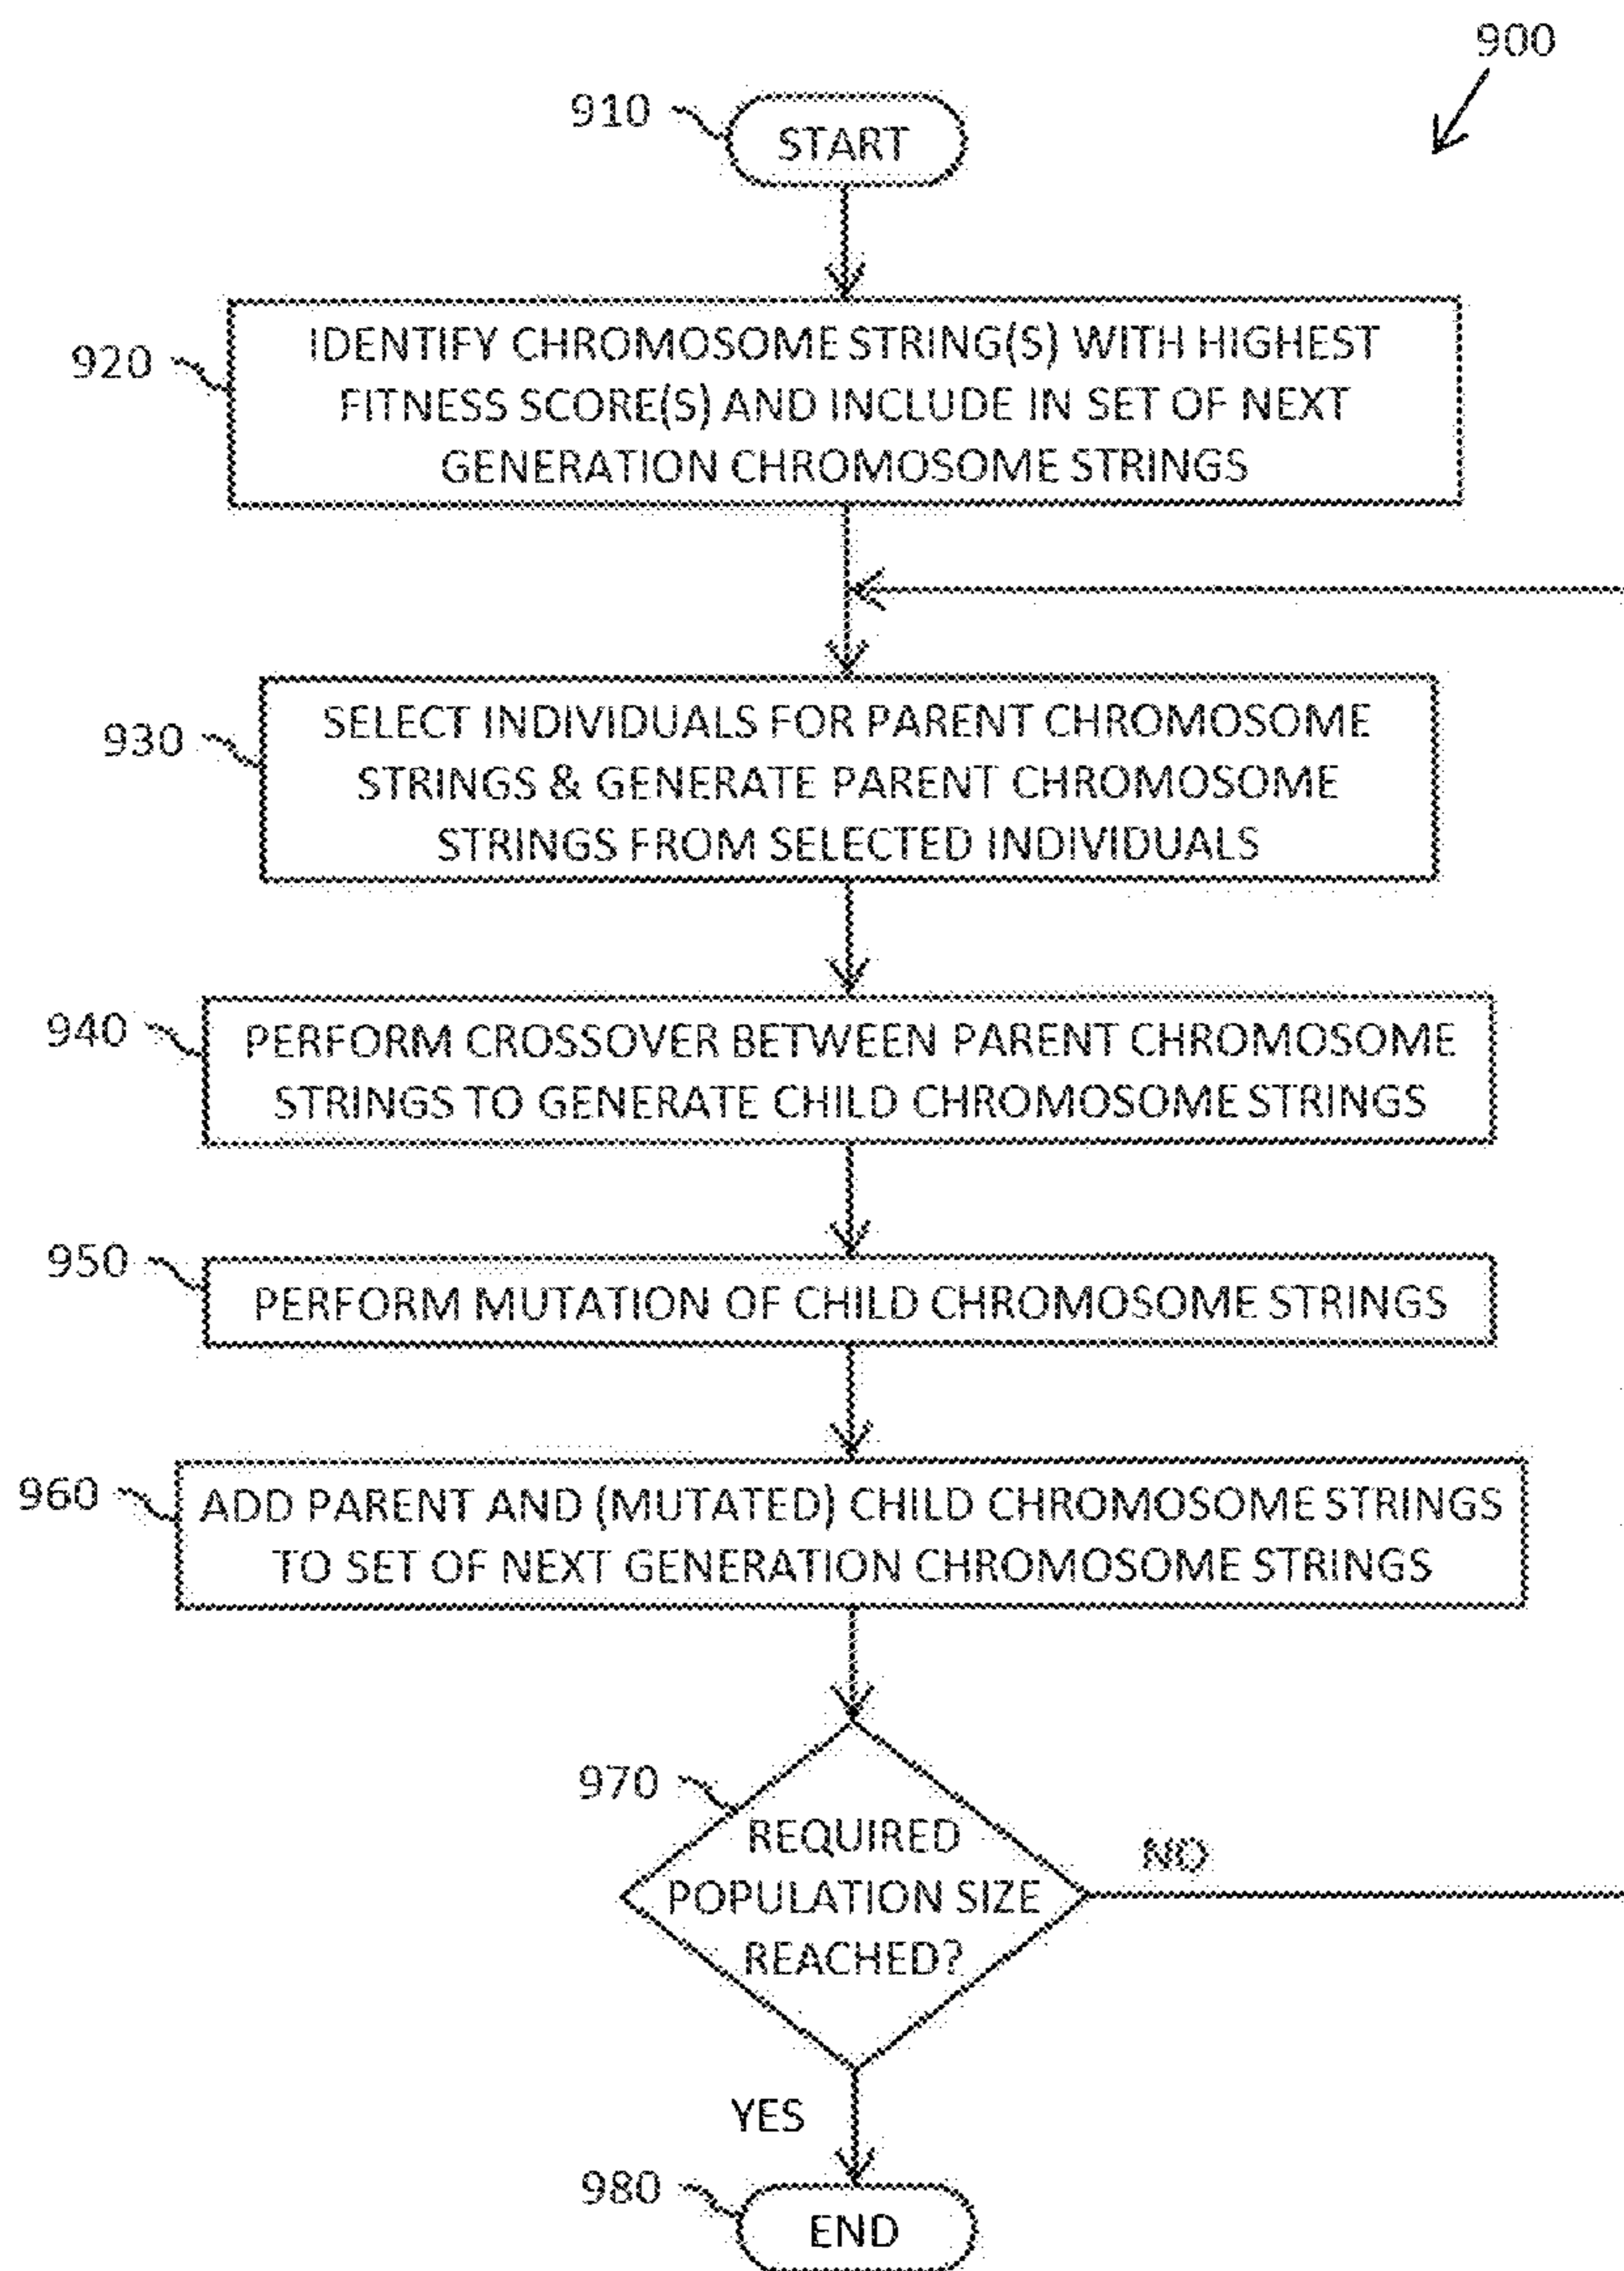 900
910
START
920
IDENTIFY CHROMOSOME STRING(S) WITH HIGHEST
FITNESS SCORE(S) AND INCLUDE IN SET OF NEXT
GENERATION CHROMOSOME STRINGS
930
SELECT INDIVIDUALS FOR PARENT CHROMOSOME
STRINGS & GENERATE PARENT CHROMOSOME
STRINGS FROM SELECTED INDIVIDUALS
940
PERFORM CROSSOVER BETWEEN PARENT CHROMOSOME
STRINGS TO GENERATE CHILD CHROMOSOME STRINGS
950
PERFORM MUTATION OF CHILD CHROMOSOME STRINGS
960
ADD PARENT AND (MUTATED) CHILD CHROMOSOME STRINGS
TO SET OF NEXT GENERATION CHROMOSOME STRINGS
970
REQUIRED
POPULATION SIZE
REACHED?
NO
YES
980
END